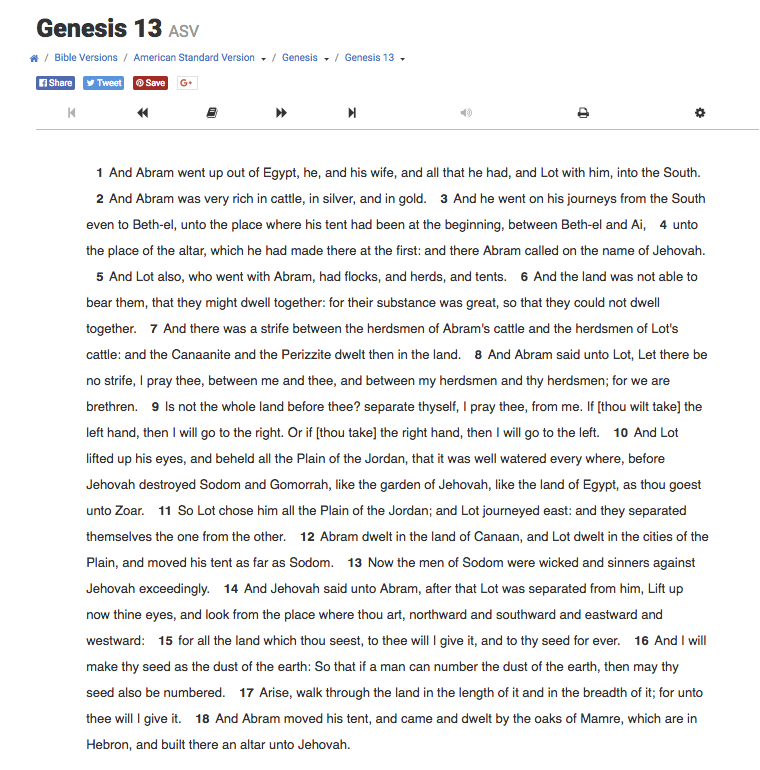 Genesis 13 ASV
/ Bible Versions / American Standard Version / Genesis / Genesis 13
Share Tweet Save G+
1 And Abram went up out of Egypt, he, and his wife, and all that he had, and Lot with him, into the South.
2 And Abram was very rich in cattle, in silver, and in gold. 3 And he went on his journeys from the South
even to Beth-el, unto the place where his tent had been at the beginning, between Beth-el and Ai, 4 unto
the place of the altar, which he had made there at the first: and there Abram called on the name of Jehovah.
5 And Lot also, who went with Abram, had flocks, and herds, and tents. 6 And the land was not able to
bear them, that they might dwell together: for their substance was great, so that they could not dwell
together. 7 And there was a strife between the herdsmen of Abram's cattle and the herdsmen of Lot's
cattle: and the Canaanite and the Perizzite dwelt then in the land. 8 And Abram said unto Lot, Let there be
no strife, I pray thee, between me and thee, and between my herdsmen and thy herdsmen; for we are
brethren. 9 Is not the whole land before thee? separate thyself, I pray thee, from me. If [thou wilt take] the
left hand, then I will go to the right. Or if [thou take] the right hand, then I will go to the left. 10 And Lot
lifted up his eyes, and beheld all the Plain of the Jordan, that it was well watered every where, before
Jehovah destroyed Sodom and Gomorrah, like the garden of Jehovah, like the land of Egypt, as thou goest
unto Zoar. 11 So Lot chose him all the Plain of the Jordan; and Lot journeyed east: and they separated
themselves the one from the other. 12 Abram dwelt in the land of Canaan, and Lot dwelt in the cities of the
Plain, and moved his tent as far as Sodom. 13 Now the men of Sodom were wicked and sinners against
Jehovah exceedingly. 14 And Jehovah said unto Abram, after that Lot was separated from him, Lift up
now thine eyes, and look from the place where thou art, northward and southward and eastward and
westward: 15 for all the land which thou seest, to thee will I give it, and to thy seed for ever. 16 And I will
make thy seed as the dust of the earth: So that if a man can number the dust of the earth, then may thy
seed also be numbered. 17 Arise, walk through the land in the length of it and in the breadth of it; for unto
thee will I give it. 18 And Abram moved his tent, and came and dwelt by the oaks of Mamre, which are in
Hebron, and built there an altar unto Jehovah.